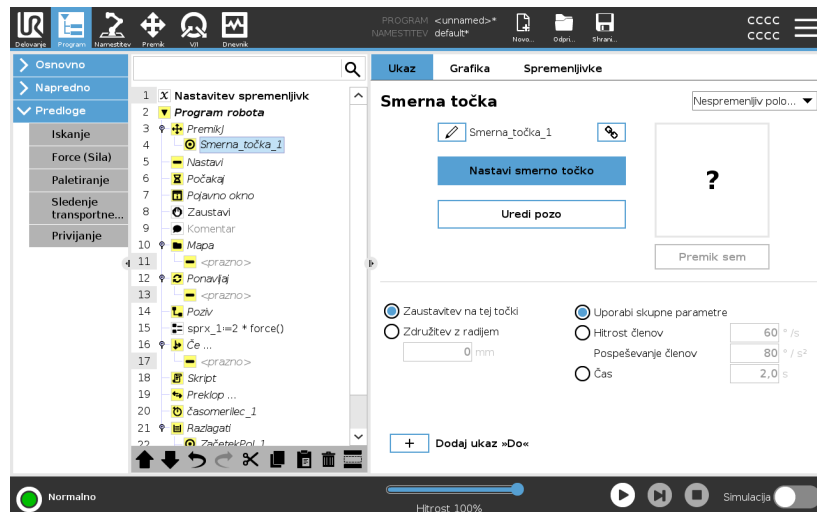 PROGRAM <unnamed>*
NAMESTITEV default*
Delovanje
Program
Namestitev
Premik
V/I
Dnevnik
Novo...
Odpri...
Shrani...
cccc
cccc
Osnovno
Napredno
Predloge
Iskanje
Force (Sila)
Paletiranje
Sledenje
transportne...
Privijanje
1 X Nastavitev spremenljivk
2 Program robota
3 PremikJ
4 Smerna_točka_1
5 Nastavi
6 Počakaj
7 Pojavno okno
8 Zaustavi
9 Komentar
10 Mapa
11 <prazno>
12 Ponavljaj
13 <prazno>
14 Poziv
15 sprx_1≔2 * force()
16 Če ...
17 <prazno>
18 Skript
19 Preklop ...
20 časomerilec_1
21 Razlagati
22 ZačetekPol_1
Ukaz
Grafika
Spremenljivke
Smerna točka
Nespremenljiv polo...
Smerna_točka_1
Nastavi smerno točko
Uredi pozo
?
Premik sem
Zaustavitev na tej točki
Združitev z radijem
0 mm
Uporabi skupne parametre
Hitrost členov 60 ° /s
Pospeševanje členov 80 ° / s²
Čas 2,0 s
+ Dodaj ukaz »Do«
Normalno
Hitrost 100%
Simulacija